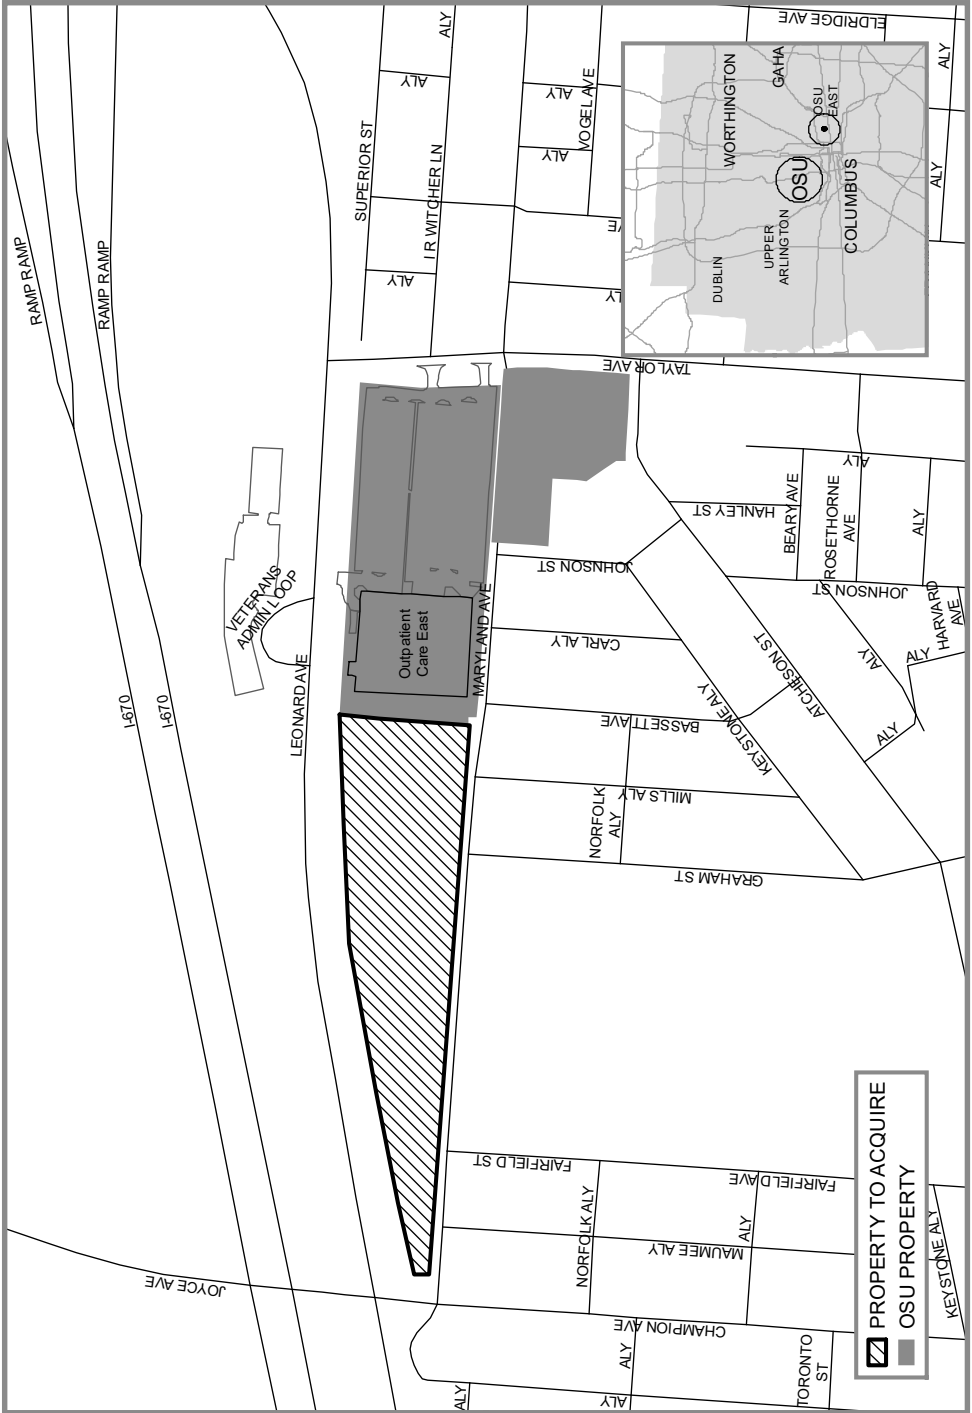 ALY
ELDRIDGE AVE
RAMP RAMP
RAMP RAMP
SUPERIOR ST
ALY
ALY
VOGEL AVE
ALY
ALY
I R WITCHER LN
ALY
ALY
ALY
TAYLOR AVE
WORTHINGTON
GAHA
OSU
EAST
OSU
UPPER
ARLINGTON
COLUMBUS
DUBLIN
VETERANS
ADMIN LOOP
LEONARD AVE
I-670
I-670
Outpatient
Care East
MARYLAND AVE
JOHNSON ST
CARL ALY
BASSETT AVE
MILLS ALY
NORFOLK
ALY
GRAHAM ST
KEYSTONE ALY
ATCHESON ST
HANLEY ST
BEARY AVE
ROSETHORNE
AVE
ALY
ALY
JOHNSON ST
HARVARD
AVE
ALY
ALY
ALY
JOYCE AVE
FAIRFIELD ST
FAIRFIELD AVE
NORFOLK ALY
MAUMEE ALY
ALY
CHAMPION AVE
ALY
ALY
ALY
TORONTO
ST
KEYSTONE ALY
PROPERTY TO ACQUIRE
OSU PROPERTY